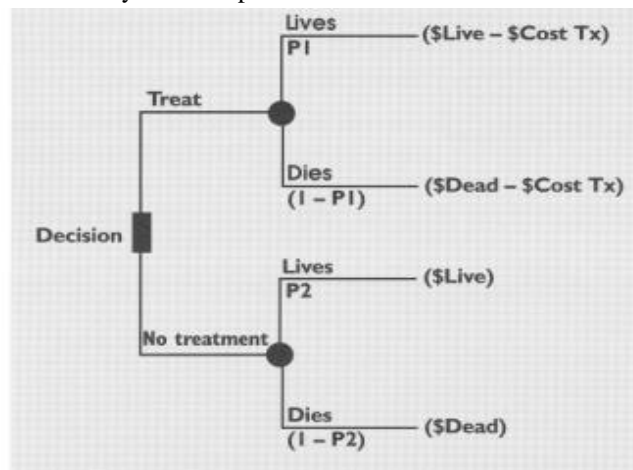 Lives
P1
($Live – $Cost Tx)
Treat
Dies
(1 – P1)
($Dead – $Cost Tx)
Decision
Lives
P2
($Live)
No treatment
Dies
(1 – P2)
($Dead)